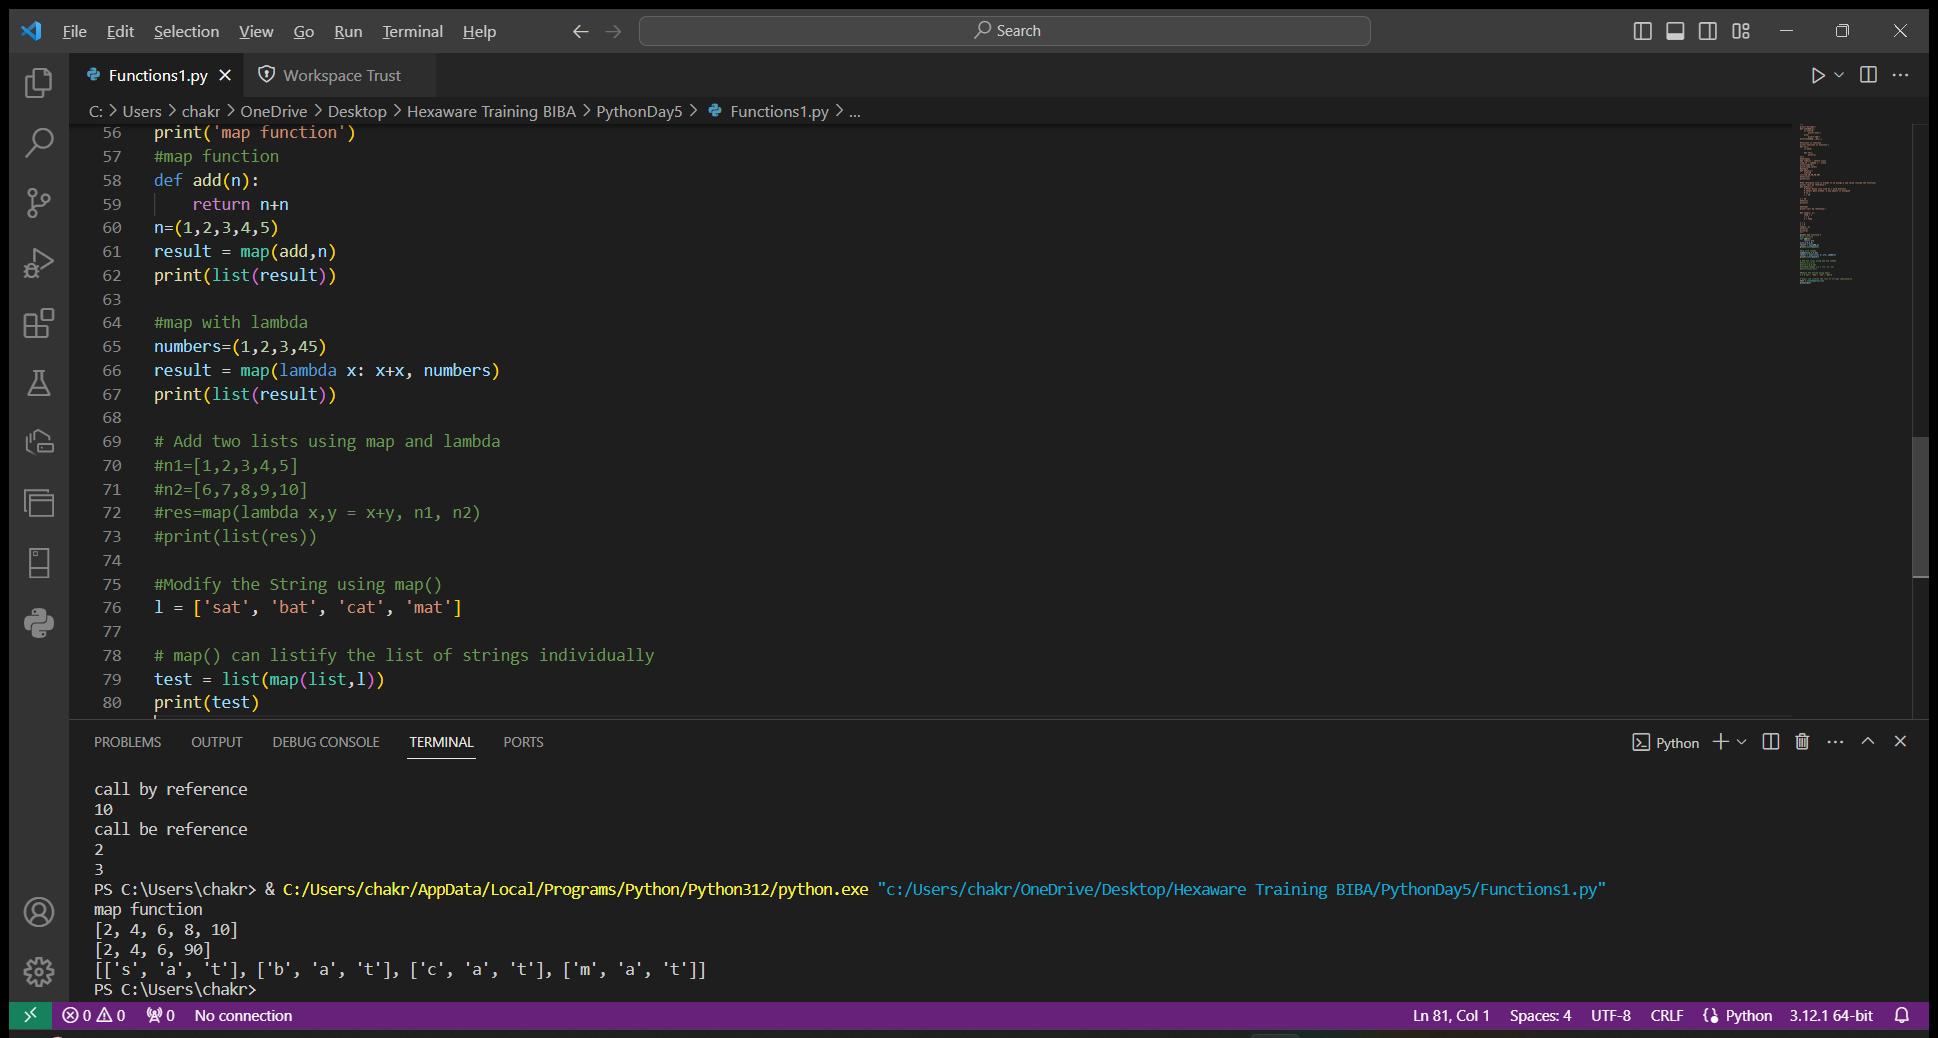 File Edit Selection View Go Run Terminal Help Search
Functions1.py Workspace Trust
C: > Users > chakr > OneDrive > Desktop > Hexaware Training BIBA > PythonDay5 > Functions1.py > ...
56 print('map function')
57 #map function
58 def add(n):
59     return n+n
60 n=(1,2,3,4,5)
61 result = map(add,n)
62 print(list(result))
63
64 #map with lambda
65 numbers=(1,2,3,45)
66 result = map(lambda x: x+x, numbers)
67 print(list(result))
68
69 # Add two lists using map and lambda
70 #n1=[1,2,3,4,5]
71 #n2=[6,7,8,9,10]
72 #res=map(lambda x,y = x+y, n1, n2)
73 #print(list(res))
74
75 #Modify the String using map()
76 l = ['sat', 'bat', 'cat', 'mat']
77
78 # map() can listify the list of strings individually
79 test = list(map(list,l))
80 print(test)
PROBLEMS OUTPUT DEBUG CONSOLE TERMINAL PORTS Python
call by reference
10
call be reference
2
3
PS C:\Users\chakr> & C:/Users/chakr/AppData/Local/Programs/Python/Python312/python.exe "c:/Users/chakr/OneDrive/Desktop/Hexaware Training BIBA/PythonDay5/Functions1.py"
map function
[2, 4, 6, 8, 10]
[2, 4, 6, 90]
[['s', 'a', 't'], ['b', 'a', 't'], ['c', 'a', 't'], ['m', 'a', 't']]
PS C:\Users\chakr>
0 0 0 No connection Ln 81, Col 1 Spaces: 4 UTF-8 CRLF Python 3.12.1 64-bit